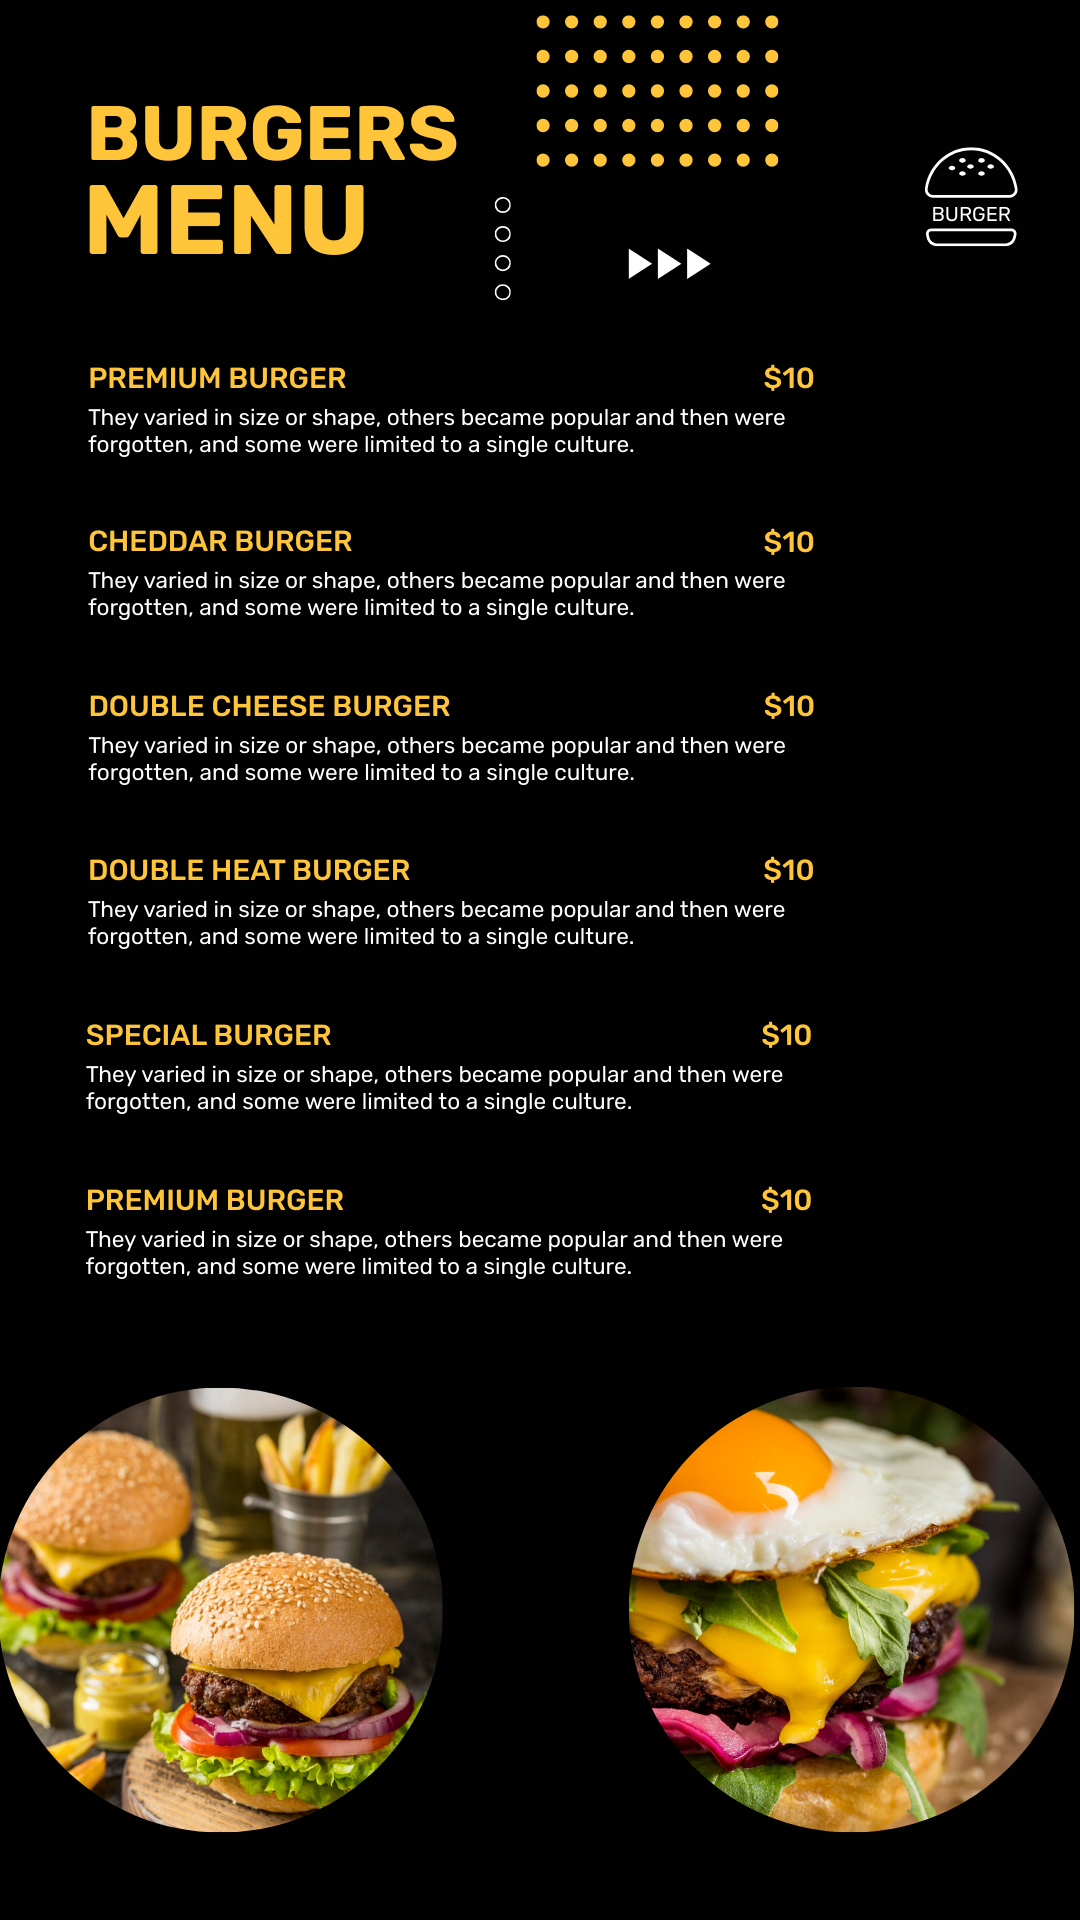 BURGERS
MENU
BURGER
PREMIUM BURGER $10
They varied in size or shape, others became popular and then were
forgotten, and some were limited to a single culture.
CHEDDAR BURGER $10
They varied in size or shape, others became popular and then were
forgotten, and some were limited to a single culture.
DOUBLE CHEESE BURGER $10
They varied in size or shape, others became popular and then were
forgotten, and some were limited to a single culture.
DOUBLE HEAT BURGER $10
They varied in size or shape, others became popular and then were
forgotten, and some were limited to a single culture.
SPECIAL BURGER $10
They varied in size or shape, others became popular and then were
forgotten, and some were limited to a single culture.
PREMIUM BURGER $10
They varied in size or shape, others became popular and then were
forgotten, and some were limited to a single culture.